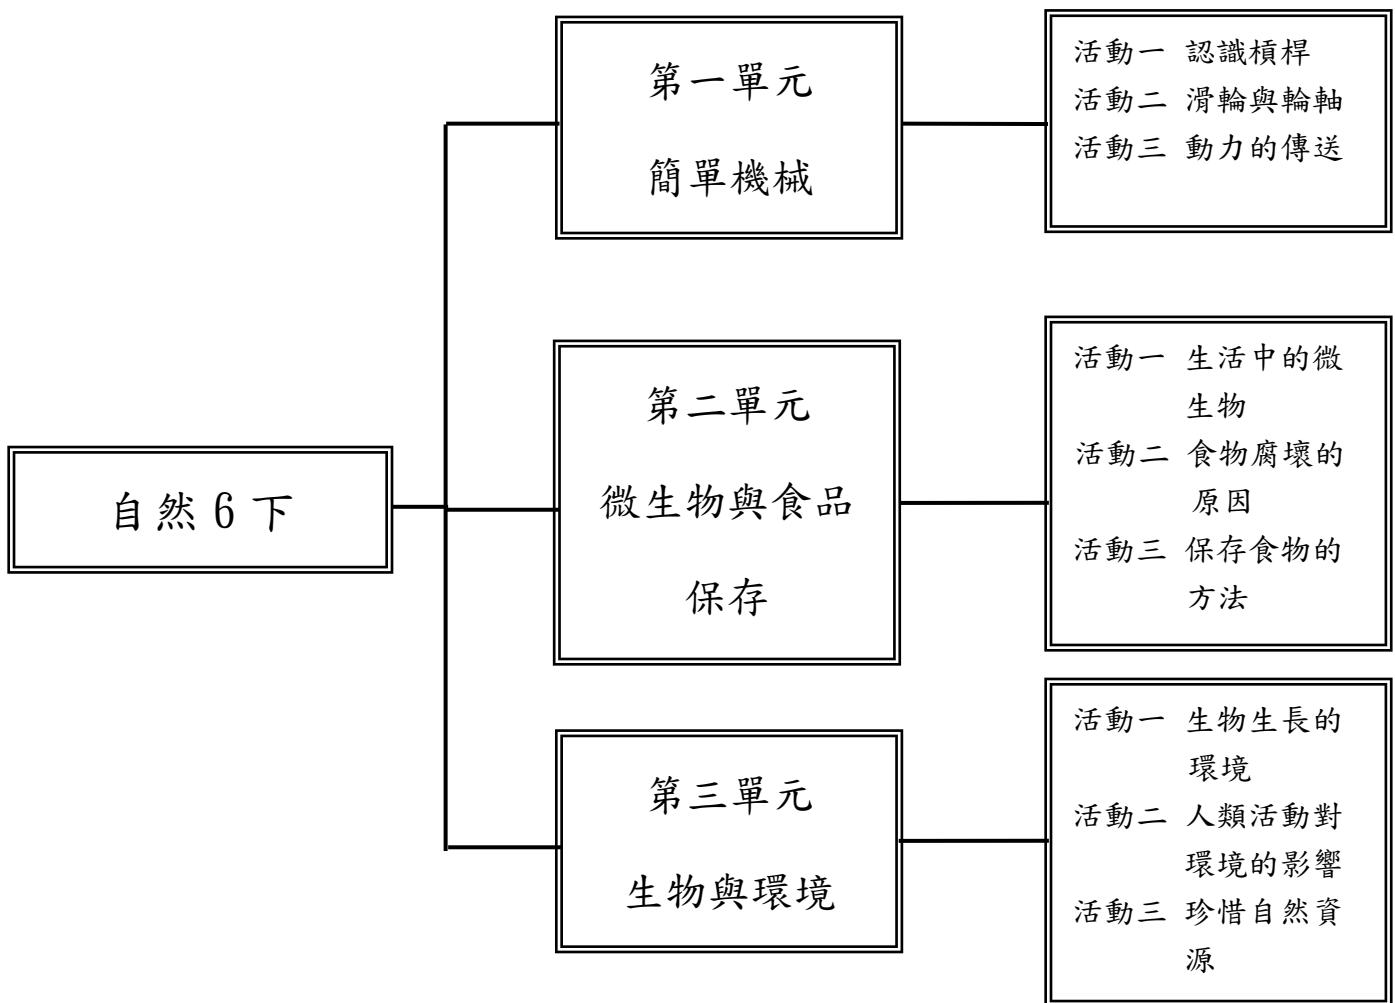 自然6下
第一單元
簡單機械
活動一 認識槓桿
活動二 滑輪與輪軸
活動三 動力的傳送
第二單元
微生物與食品
保存
活動一 生活中的微
生物
活動二 食物腐壞的
原因
活動三 保存食物的
方法
第三單元
生物與環境
活動一 生物生長的
環境
活動二 人類活動對
環境的影響
活動三 珍惜自然資
源